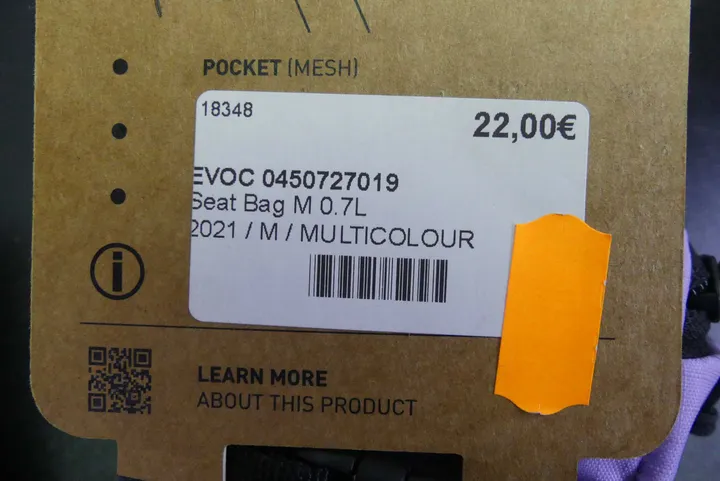 POCKET (MESH)
18348
22,00€
EVOC 0450727019
Seat Bag M 0.7L
2021 / M / MULTICOLOUR
i
LEARN MORE
ABOUT THIS PRODUCT